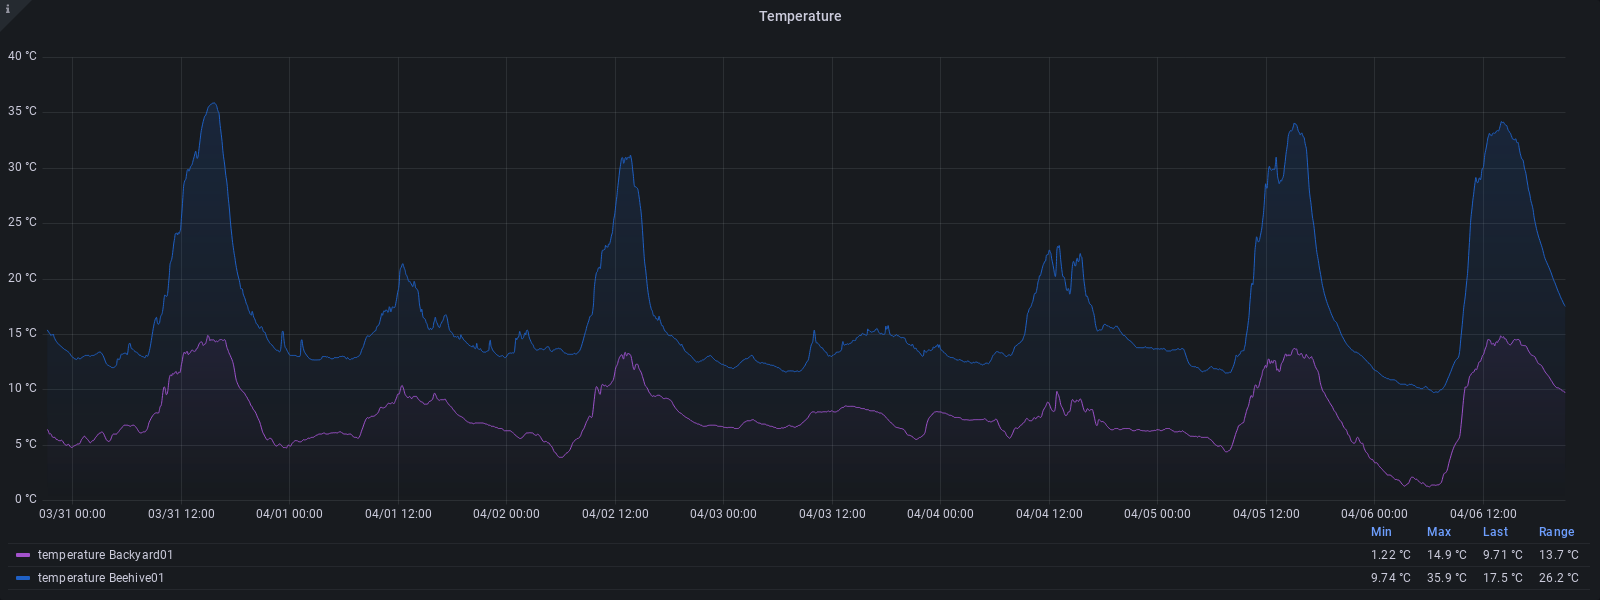 i
Temperature
40 °C
35 °C
30 °C
25 °C
20 °C
15 °C
10 °C
5 °C
0 °C
03/31 00:00 03/31 12:00 04/01 00:00 04/01 12:00 04/02 00:00 04/02 12:00 04/03 00:00 04/03 12:00 04/04 00:00 04/04 12:00 04/05 00:00 04/05 12:00 04/06 00:00 04/06 12:00
Min Max Last Range
temperature Backyard01 1.22 °C 14.9 °C 9.71 °C 13.7 °C
temperature Beehive01 9.74 °C 35.9 °C 17.5 °C 26.2 °C